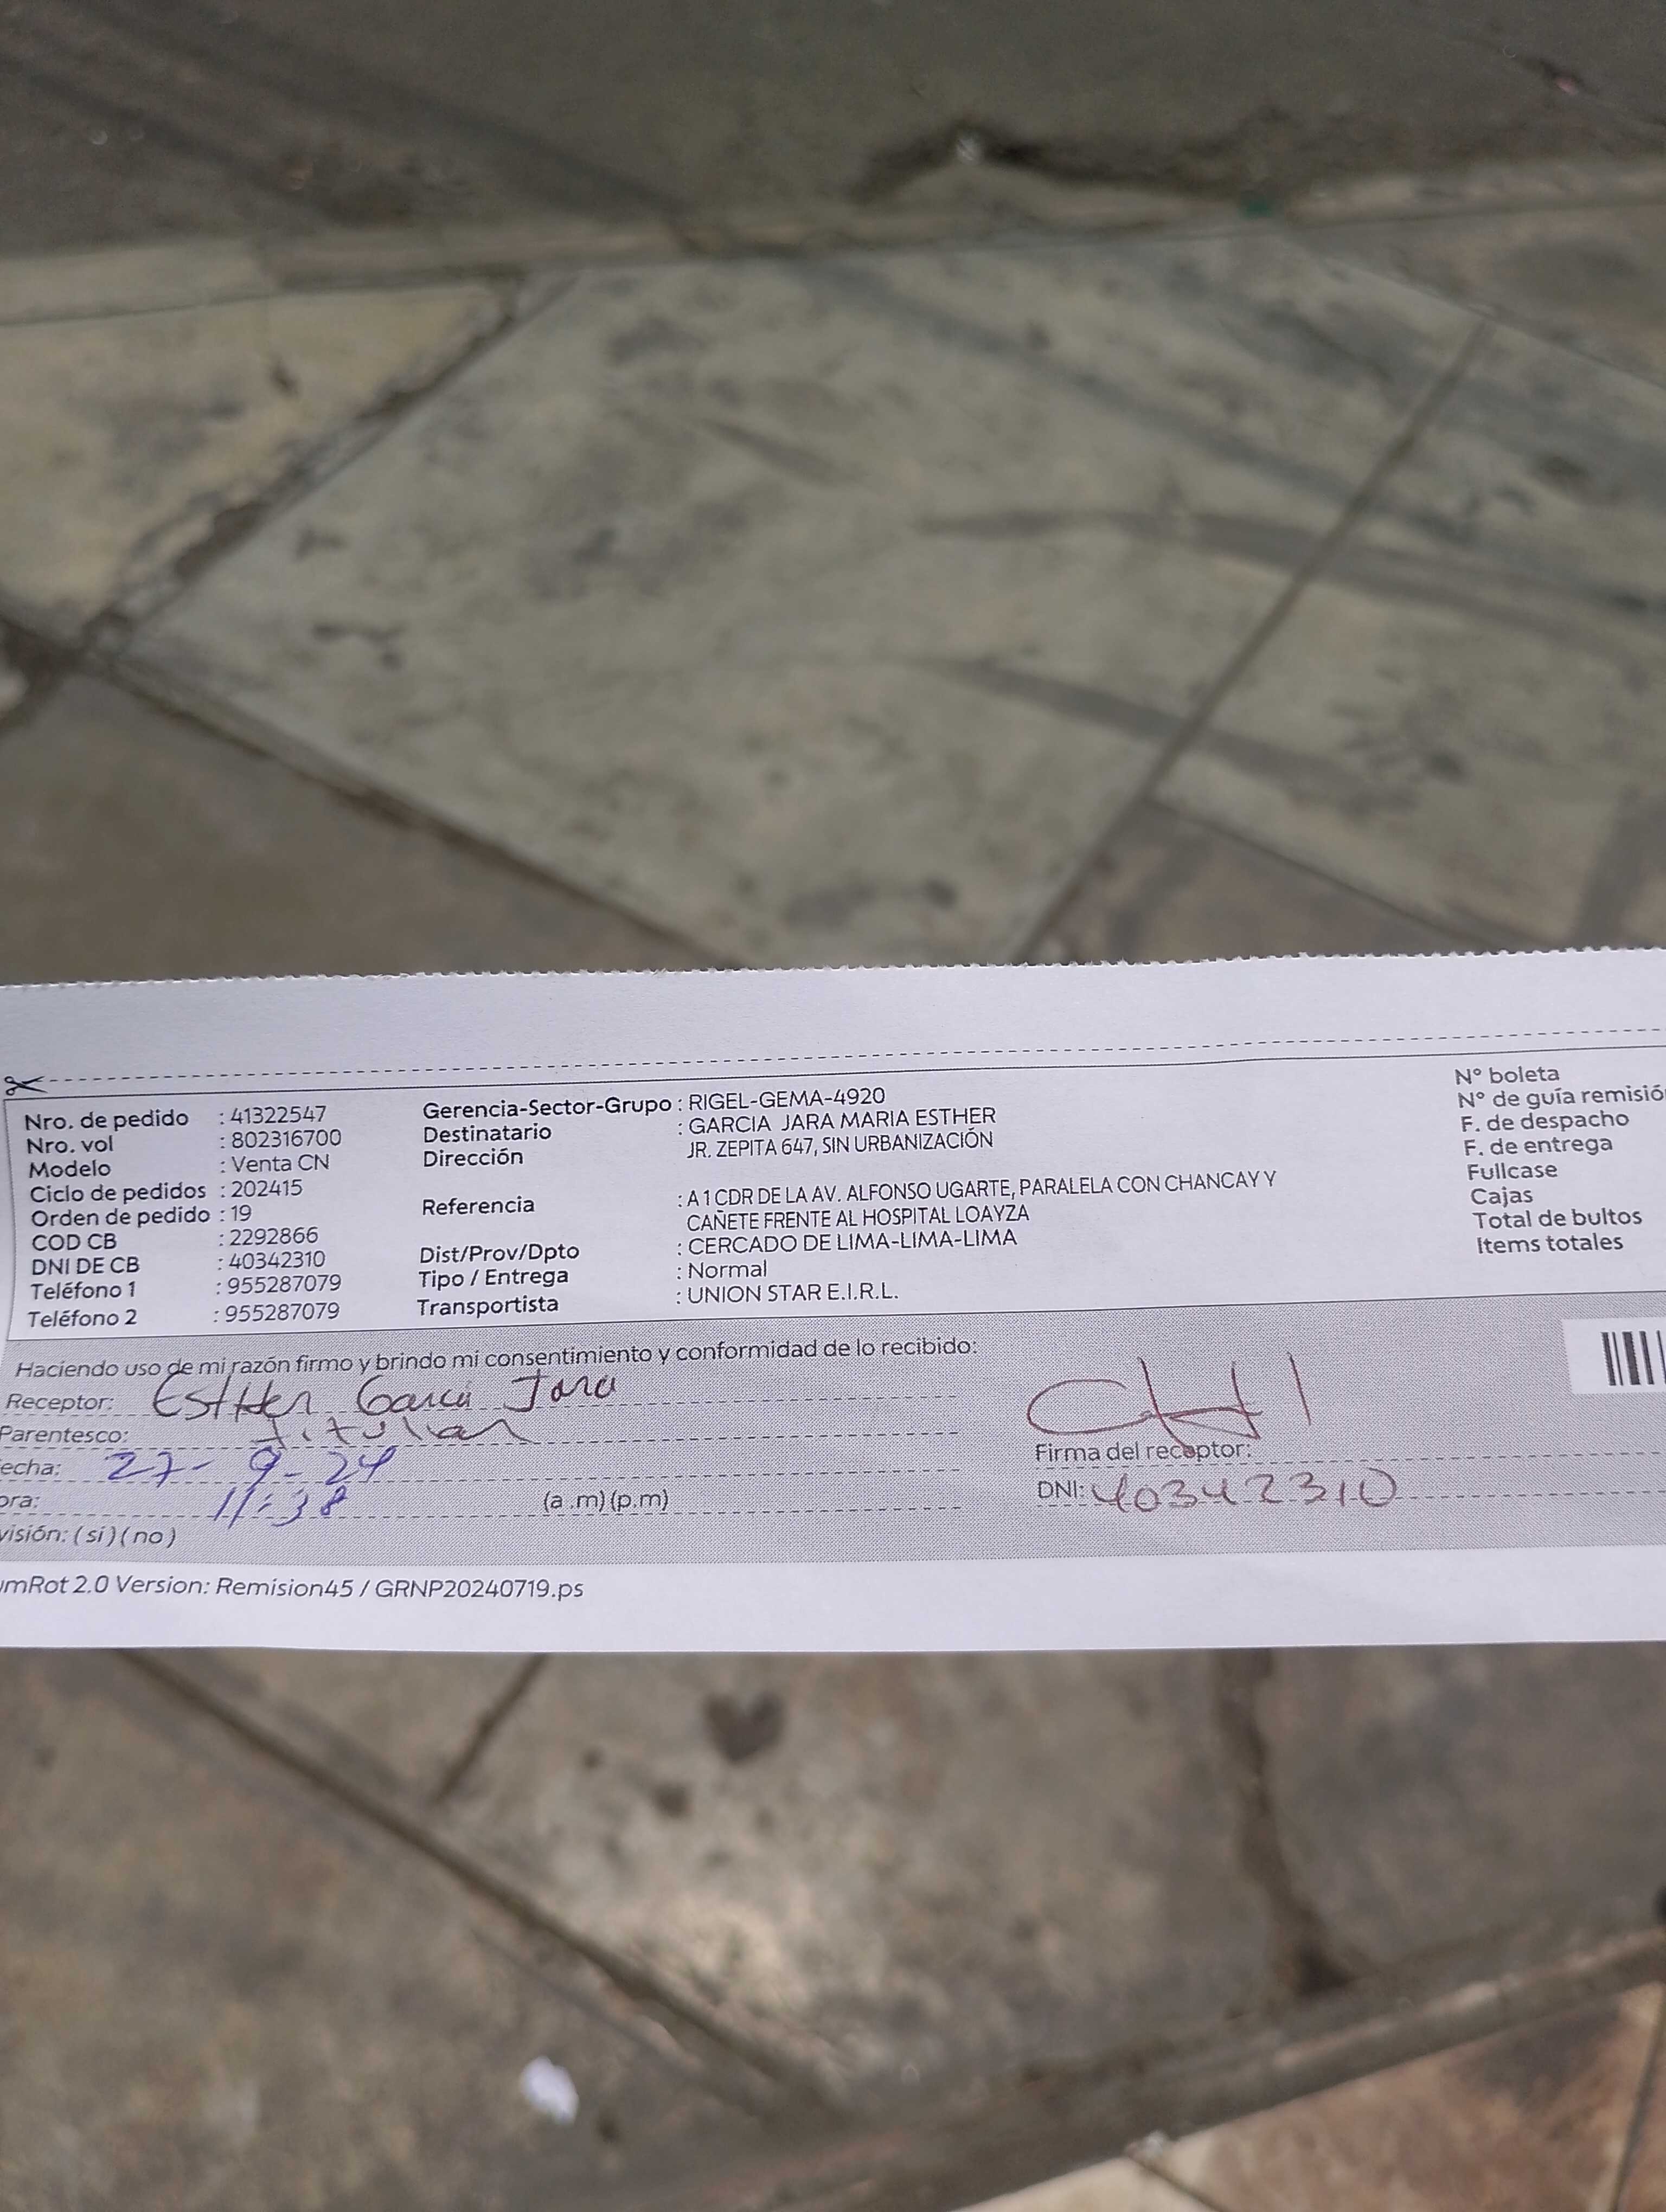 Nro. de pedido : 41322547 Gerencia-Sector-Grupo : RIGEL-GEMA-4920 N° boleta
Nro. vol : 802316700 Destinatario : GARCIA JARA MARIA ESTHER N° de guía remisió
Modelo : Venta CN Dirección JR. ZEPITA 647, SIN URBANIZACIÓN F. de despacho
Ciclo de pedidos : 202415 F. de entrega
Orden de pedido : 19 Referencia : A 1 CDR DE LA AV. ALFONSO UGARTE, PARALELA CON CHANCAY Y Fullcase
COD CB : 2292866 CAÑETE FRENTE AL HOSPITAL LOAYZA Cajas
DNI DE CB : 40342310 Dist/Prov/Dpto : CERCADO DE LIMA-LIMA-LIMA Total de bultos
Teléfono 1 : 955287079 Tipo / Entrega : Normal Items totales
Teléfono 2 : 955287079 Transportista : UNION STAR E.I.R.L.
Haciendo uso de mi razón firmo y brindo mi consentimiento y conformidad de lo recibido:
Receptor: Esther Garcia Jara
Parentesco: Titular
echa: 27-9-24 Firma del receptor:
ora: 11:38 (a .m) (p.m) DNI: 40342310
visión: ( sí ) ( no )
mRot 2.0 Version: Remision45 / GRNP20240719.ps